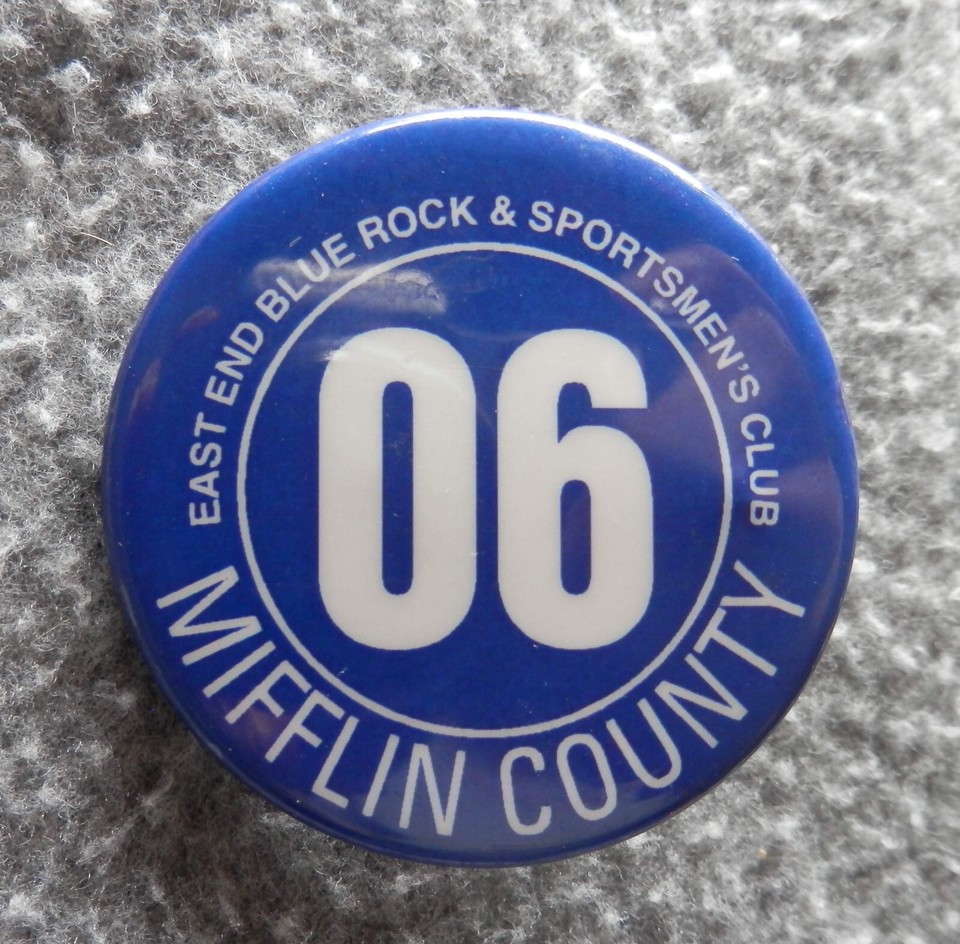 EAST END BLUE ROCK & SPORTSMEN'S CLUB
06
MIFFLIN COUNTY